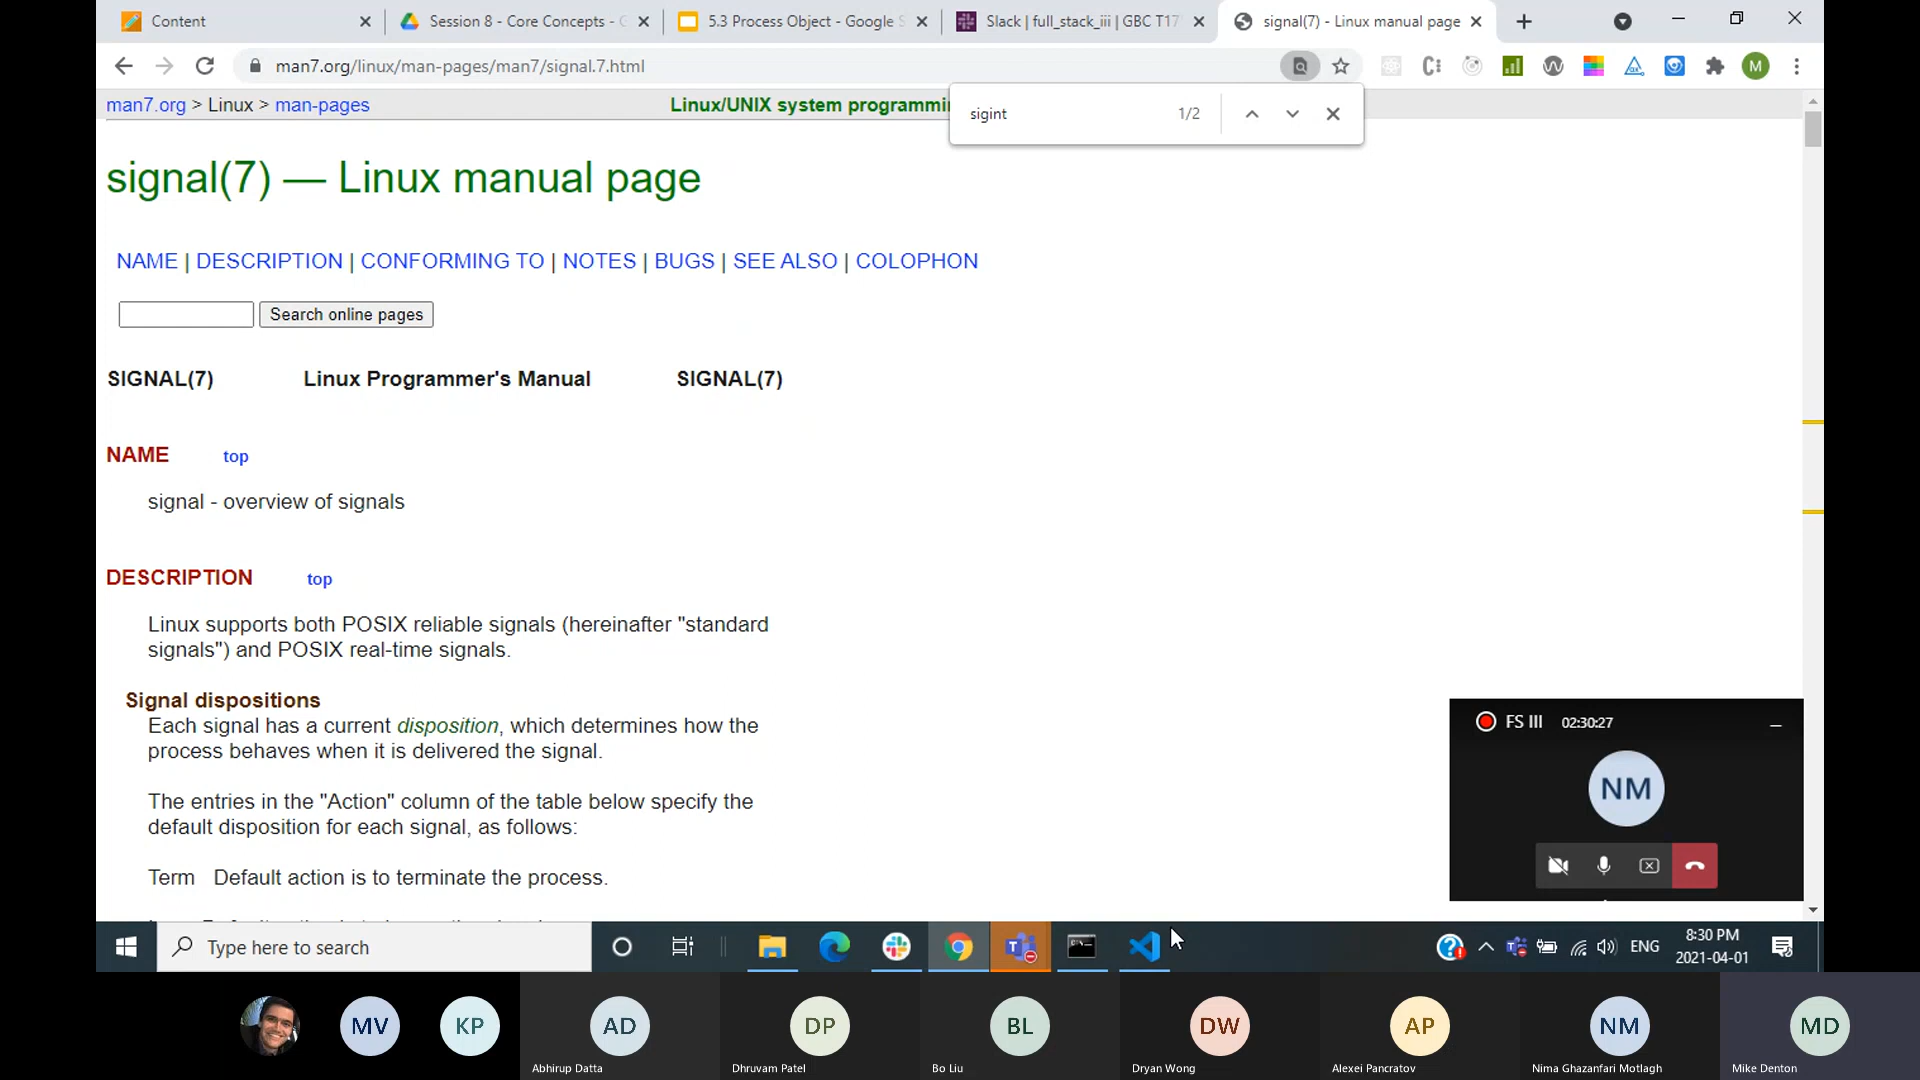 Content
Session 8 - Core Concepts -
5.3 Process Object - Google
Slack | full_stack_iii | GBC T17
signal(7) - Linux manual page
man7.org/linux/man-pages/man7/signal.7.html
M
man7.org > Linux > man-pages
Linux/UNIX system
sigint
1/2
signal(7) — Linux manual page
NAME | DESCRIPTION | CONFORMING TO | NOTES | BUGS | SEE ALSO | COLOPHON
Search online pages
SIGNAL(7) Linux Programmer's Manual SIGNAL(7)
NAME top
signal - overview of signals
DESCRIPTION top
Linux supports both POSIX reliable signals (hereinafter "standard
signals") and POSIX real-time signals.
Signal dispositions
Each signal has a current disposition, which determines how the
process behaves when it is delivered the signal.
The entries in the "Action" column of the table below specify the
default disposition for each signal, as follows:
Term Default action is to terminate the process.
FS III 02:30:27
NM
Type here to search
ENG
8:30 PM
2021-04-01
MV
KP
AD
DP
BL
DW
AP
NM
MD
Abhirup Datta
Dhruvam Patel
Bo Liu
Dryan Wong
Alexei Pancratov
Nima Ghazanfari Motlagh
Mike Denton